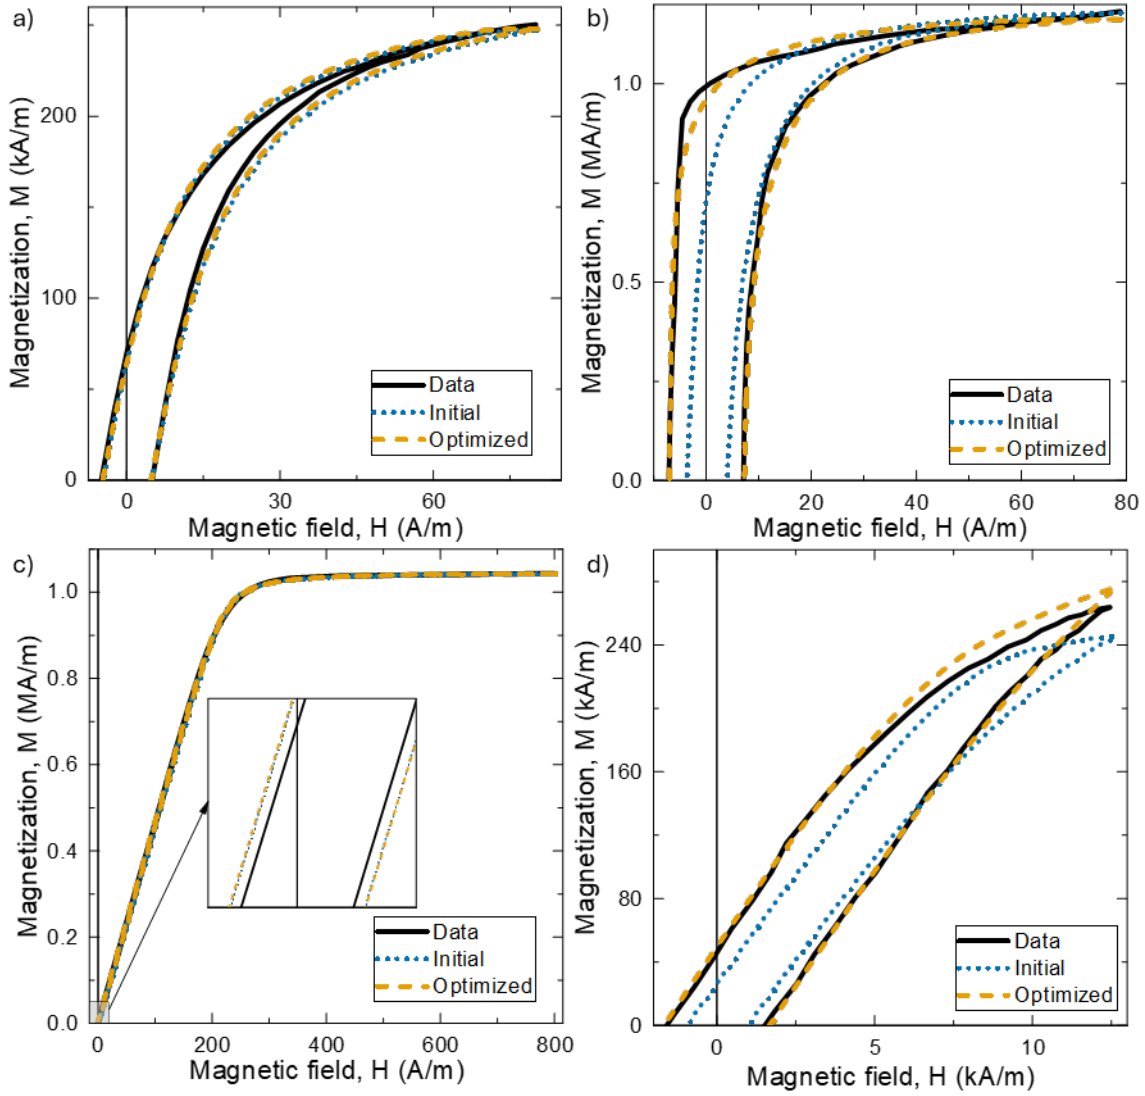 a)
Magnetization, M (kA/m)
200
100
0
0
30
60
Magnetic field, H (A/m)
Data
Initial
Optimized
b)
Magnetization, M (MA/m)
1.0
0.5
0.0
0
20
40
60
80
Magnetic field, H (A/m)
Data
Initial
Optimized
c)
Magnetization, M (MA/m)
1.0
0.8
0.6
0.4
0.2
0.0
0
200
400
600
800
Magnetic field, H (A/m)
Data
Initial
Optimized
d)
Magnetization, M (kA/m)
240
160
80
0
0
5
10
Magnetic field, H (kA/m)
Data
Initial
Optimized